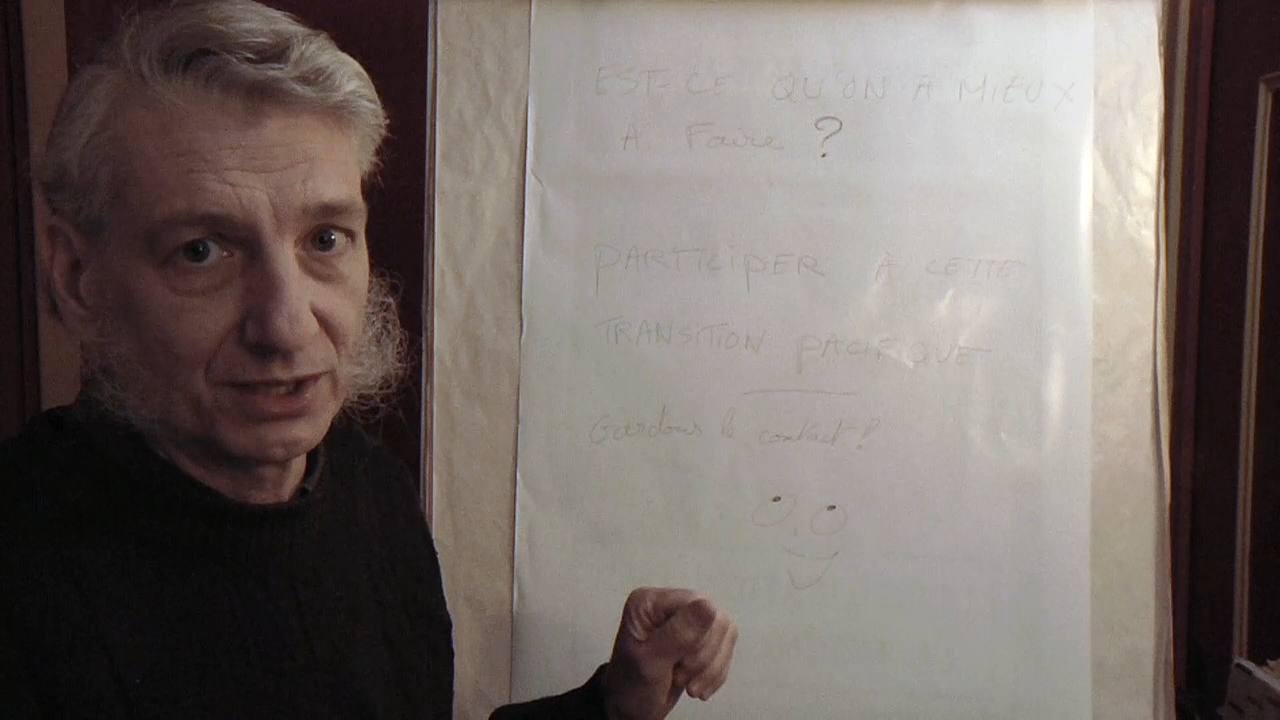 EST-CE QU'ON A MIEUX
A Faire ?
PARTICIPER A CETTE
TRANSITION PACIFIQUE
Gardons le contact !